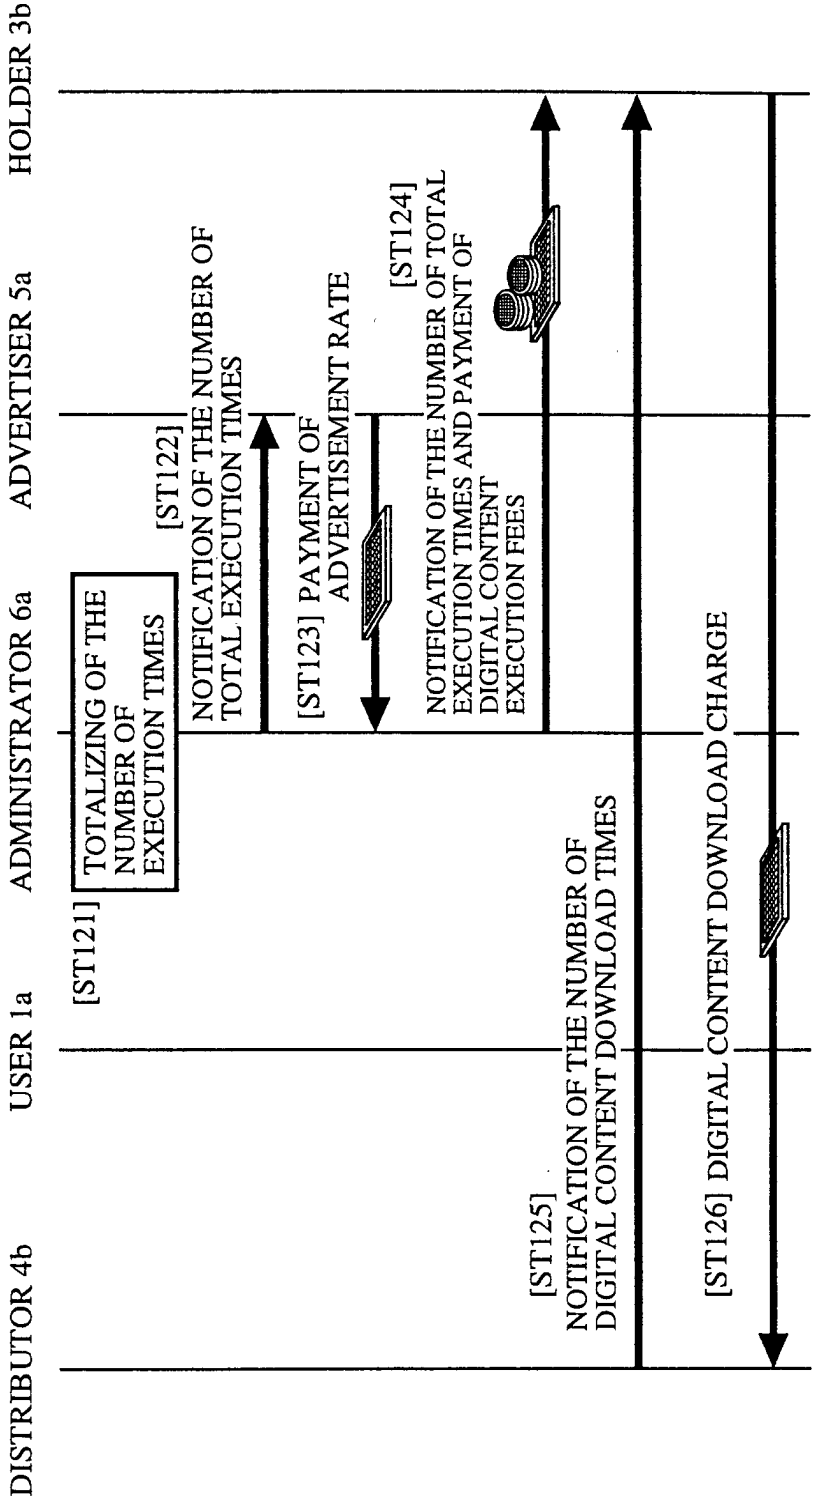 DISTRIBUTOR 4b
USER 1a
ADMINISTRATOR 6a
ADVERTISER 5a
HOLDER 3b
[ST121]
TOTALIZING OF THE
NUMBER OF
EXECUTION TIMES
[ST122]
NOTIFICATION OF THE NUMBER OF
TOTAL EXECUTION TIMES
[ST123] PAYMENT OF
ADVERTISEMENT RATE
[ST124]
NOTIFICATION OF THE NUMBER OF TOTAL
EXECUTION TIMES AND PAYMENT OF
DIGITAL CONTENT
EXECUTION FEES
[ST125]
NOTIFICATION OF THE NUMBER OF
DIGITAL CONTENT DOWNLOAD TIMES
[ST126] DIGITAL CONTENT DOWNLOAD CHARGE